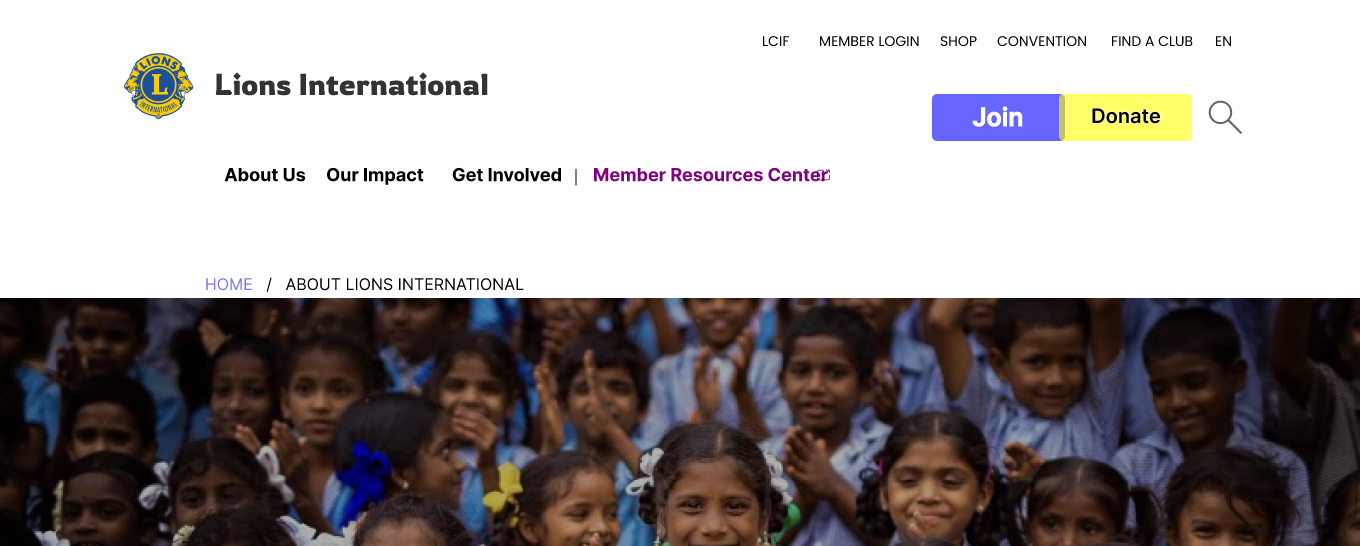 LCIF MEMBER LOGIN SHOP CONVENTION FIND A CLUB EN
LIONS
L
INTERNATIONAL
Lions International
Join Donate
About Us Our Impact Get Involved | Member Resources Center
HOME / ABOUT LIONS INTERNATIONAL